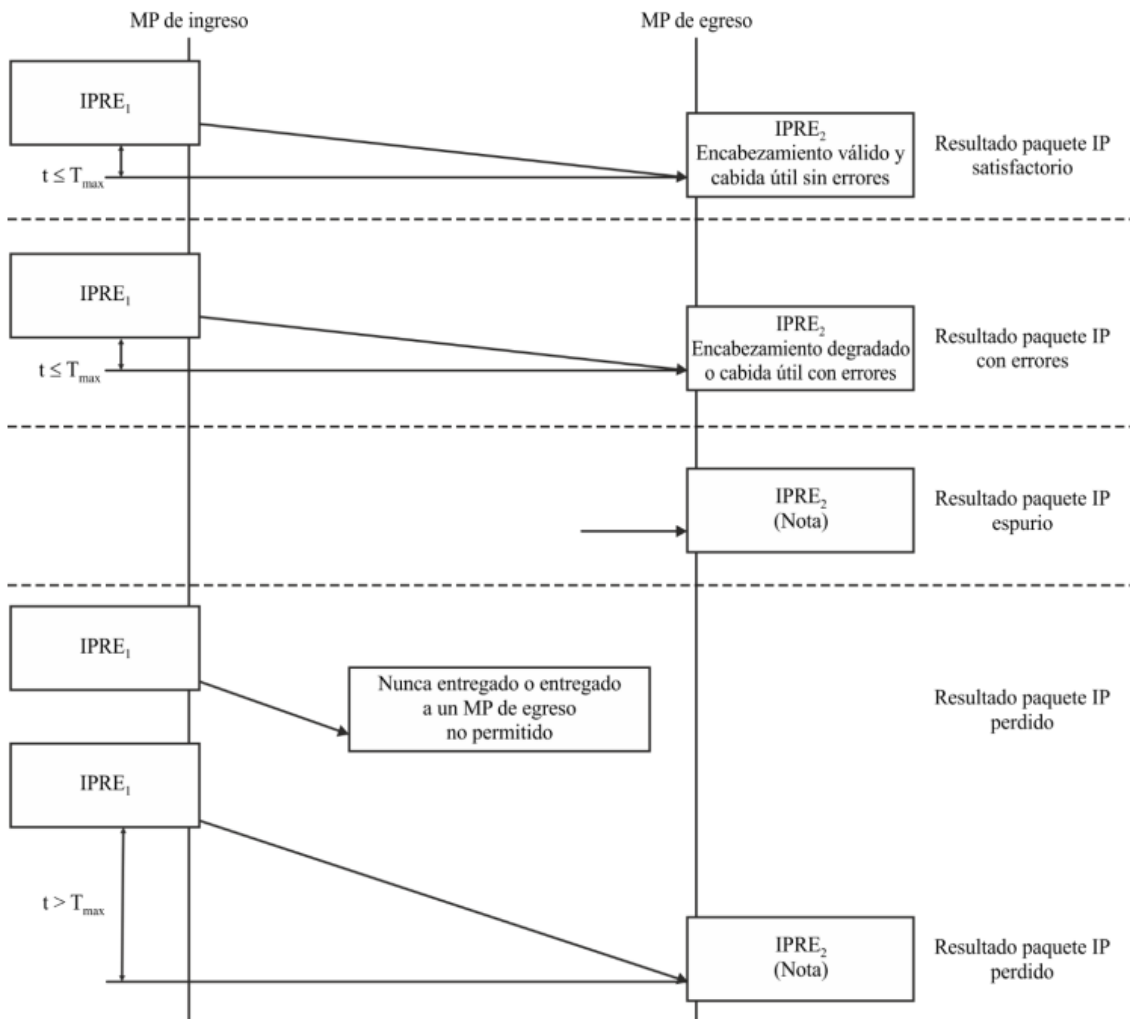 MP de ingreso
MP de egreso
IPRE₁
t ≤ Tmax
IPRE₂
Encabezamiento válido y
cabida útil sin errores
Resultado paquete IP
satisfactorio
IPRE₁
t ≤ Tmax
IPRE₂
Encabezamiento degradado
o cabida útil con errores
Resultado paquete IP
con errores
IPRE₂
(Nota)
Resultado paquete IP
espurio
IPRE₁
Nunca entregado o entregado
a un MP de egreso
no permitido
Resultado paquete IP
perdido
IPRE₁
t > Tmax
IPRE₂
(Nota)
Resultado paquete IP
perdido